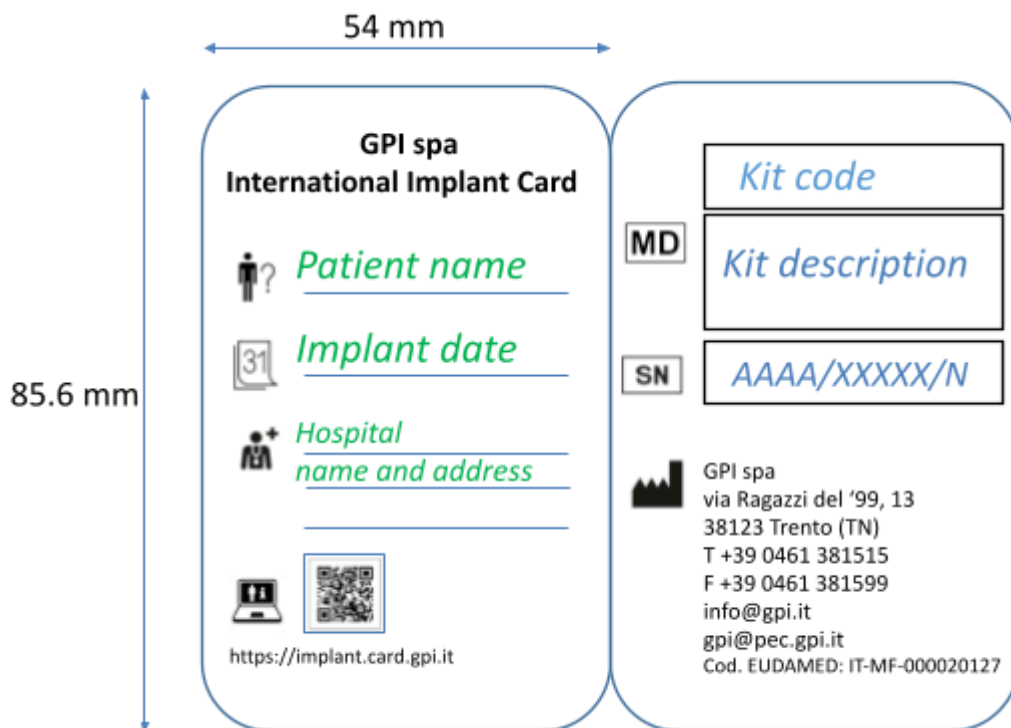 54 mm
85.6 mm
GPI spa
International Implant Card
? Patient name
31 Implant date
Hospital
name and address
https://implant.card.gpi.it
Kit code
MD
Kit description
SN AAAA/XXXXX/N
GPI spa
via Ragazzi del ‘99, 13
38123 Trento (TN)
T +39 0461 381515
F +39 0461 381599
info@gpi.it
gpi@pec.gpi.it
Cod. EUDAMED: IT-MF-000020127